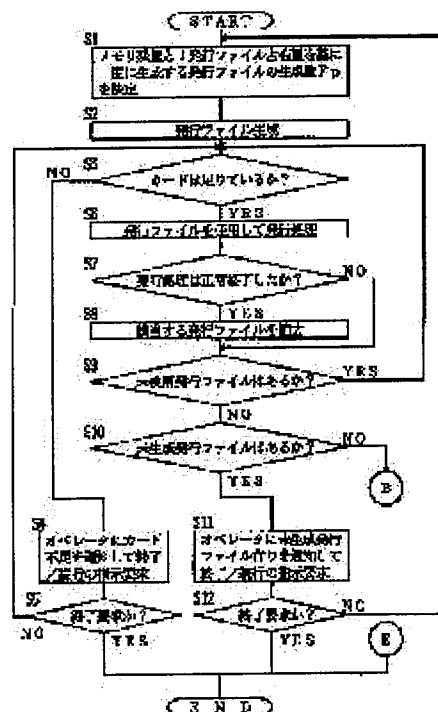 START
S1
メモリ残量と1発行ファイル占有量を基に
一度に生成する発行ファイルの生成量Fp
を決定
S2
発行ファイル生成
S3
カードは足りているか?
NO
YES
S6
発行ファイルを使用して発行処理
S7
発行処理は正常終了したか?
NO
YES
S8
該当する発行ファイルを消去
S9
未使用発行ファイルはあるか?
YES
NO
S10
未生成発行ファイルはあるか?
NO
B
YES
S4
オペレータにカード
不足を通知して終了
/続行の指示要求
S11
オペレータに未生成発行
ファイル作りを通知して
終了/続行の指示要求
S5
終了要求か?
NO
YES
S12
終了要求か?
NO
YES
E
END